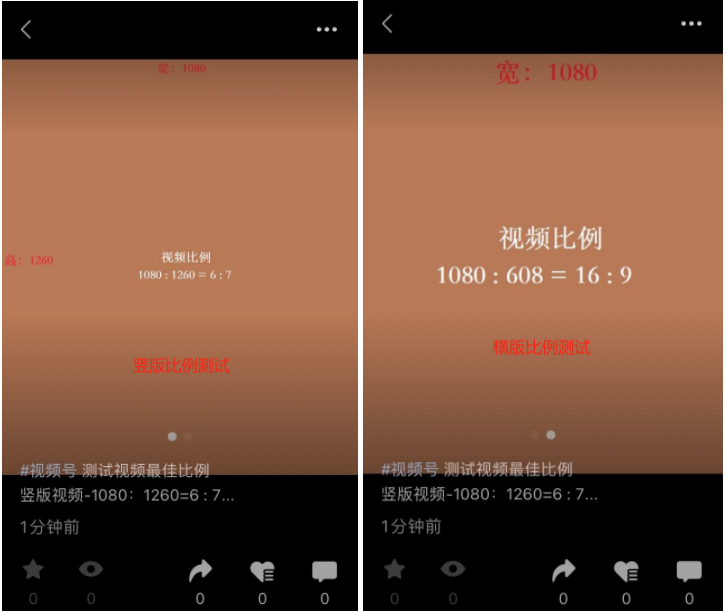 宽：1080
高：1260
视频比例
1080 : 1260 = 6 : 7
竖版比例测试
#视频号 测试视频最佳比例
竖版视频-1080：1260=6 : 7...
1分钟前
0 0 0 0 0
宽：1080
视频比例
1080 : 608 = 16 : 9
横版比例测试
#视频号 测试视频最佳比例
竖版视频-1080：1260=6 : 7...
1分钟前
0 0 0 0 0